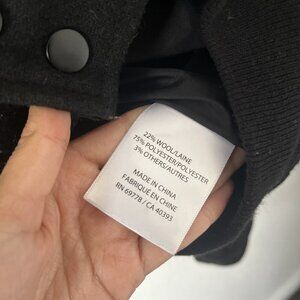 22% WOOL/LAINE
75% POLYESTER/POLYESTER
3% OTHERS/AUTRES
MADE IN CHINA
FABRIQUE EN CHINE
RN 69778 / CA 40393